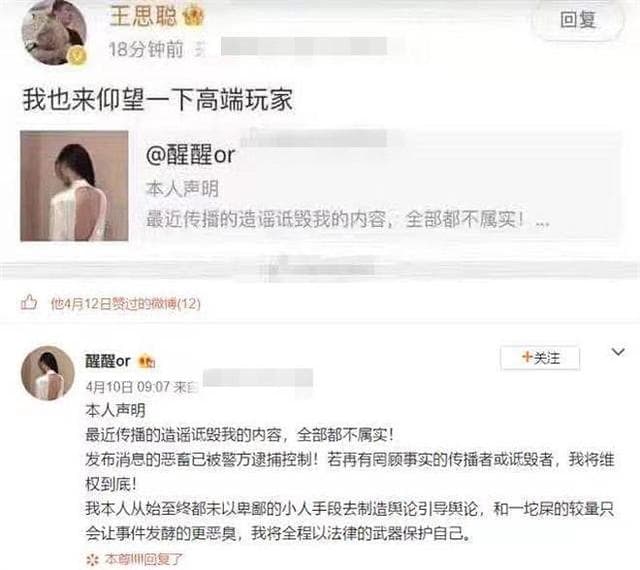 王思聪
18分钟前
回复
我也来仰望一下高端玩家
@醒醒or
本人声明
最近传播的造谣诋毁我的内容，全部都不属实！...
他4月12日赞过的微博(12)
醒醒or
+关注
4月10日 09:07 来自
本人声明
最近传播的造谣诋毁我的内容，全部都不属实！
发布消息的恶畜已被警方逮捕控制！若再有罔顾事实的传播者或诋毁者，我将维
权到底！
我本人从始至终都未以卑鄙的小人手段去制造舆论引导舆论，和一坨屎的较量只
会让事件发酵的更恶臭，我将全程以法律的武器保护自己。
本尊!!!!回复了